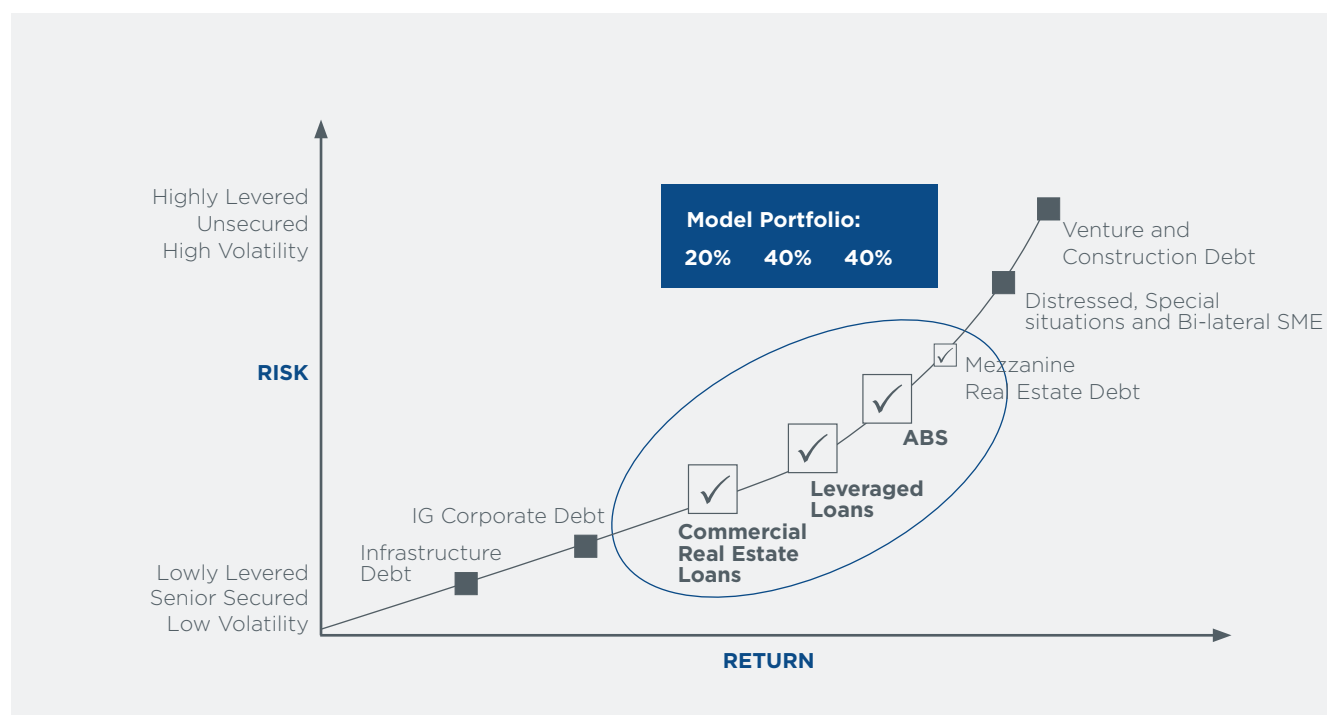 Highly Levered
Unsecured
High Volatility
Model Portfolio:
20% 40% 40%
Venture and
Construction Debt
Distressed, Special
situations and Bi-lateral SME
RISK
Mezzanine
Real Estate Debt
ABS
Leveraged
Loans
IG Corporate Debt
Commercial
Real Estate
Loans
Infrastructure
Debt
Lowly Levered
Senior Secured
Low Volatility
RETURN